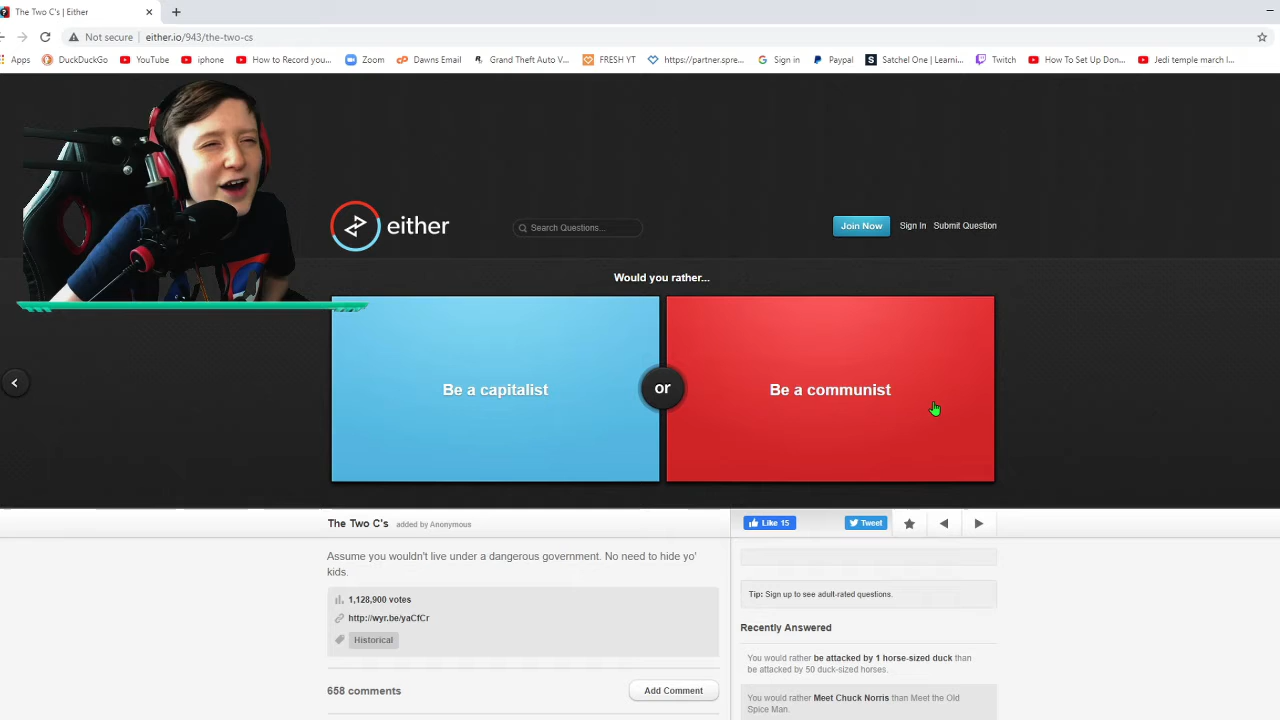 The Two C's | Either
Not secure
either.io/943/the-two-cs
Apps
DuckDuckGo
YouTube
iphone
How to record you...
Zoom
Dawns Email
Grand Theft Auto V...
FRESH YT
https://partner.spre...
Sign in
Paypal
Satchel One | Learni...
Twitch
How To Set Up Don...
Jedi temple march l...
either
Search Questions...
Join Now
Sign In
Submit Question
Would you rather...
Be a capitalist
or
Be a communist
The Two C's added by Anonymous
Like 15
Tweet
Assume you wouldn't live under a dangerous government. No need to hide yo'
kids.
1,128,900 votes
http://wyr.be/yaCfCr
Historical
658 comments
Add Comment
Tip: Sign up to see adult-rated questions.
Recently Answered
You would rather be attacked by 1 horse-sized duck than
be attacked by 50 duck-sized horses.
You would rather Meet Chuck Norris than Meet the Old
Spice Man.